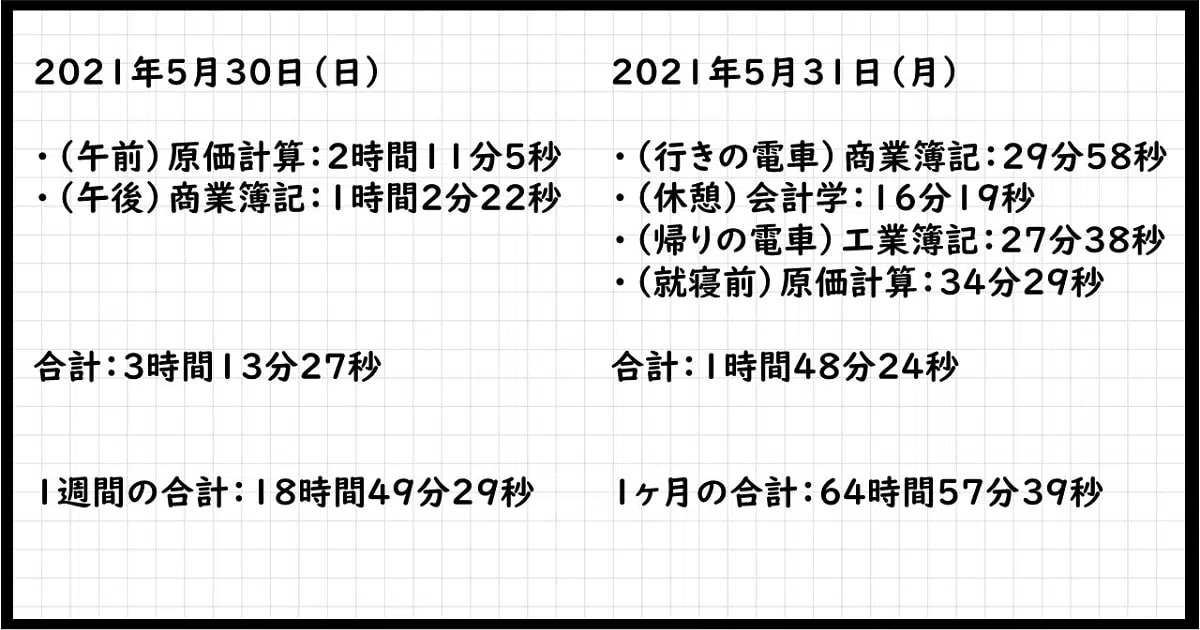 2021年5月30日(日)
・(午前)原価計算：2時間11分5秒
・(午後)商業簿記：1時間2分22秒
合計：3時間13分27秒
1週間の合計：18時間49分29秒
2021年5月31日(月)
・(行きの電車)商業簿記：29分58秒
・(休憩)会計学：16分19秒
・(帰りの電車)工業簿記：27分38秒
・(就寝前)原価計算：34分29秒
合計：1時間48分24秒
1ヶ月の合計：64時間57分39秒